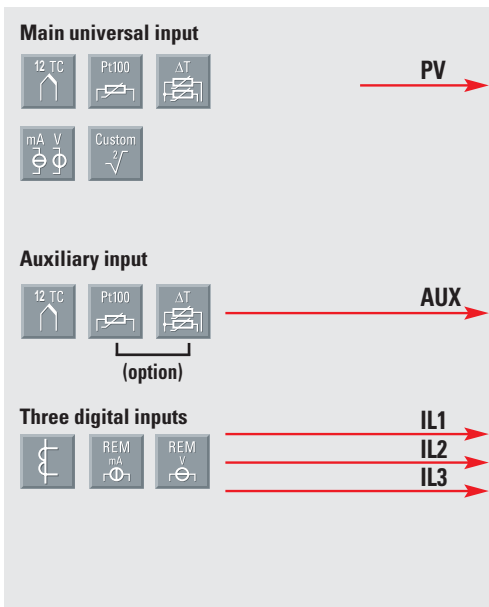 Main universal input
PV
12 TC
Pt100
ΔT
mA V
Custom
2
Auxiliary input
AUX
12 TC
Pt100
ΔT
(option)
Three digital inputs
IL1
IL2
IL3
REM
mA
REM
V